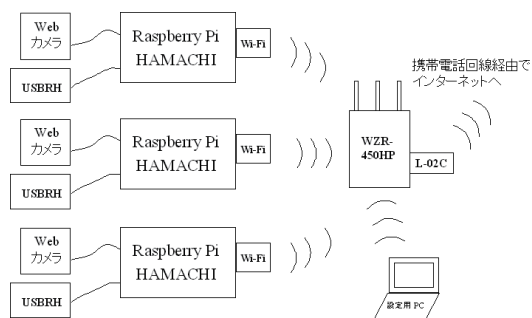 Web
カメラ
USBRH
Raspberry Pi
HAMACHI
Wi-Fi
Web
カメラ
USBRH
Raspberry Pi
HAMACHI
Wi-Fi
Web
カメラ
USBRH
Raspberry Pi
HAMACHI
Wi-Fi
携帯電話回線経由で
インターネットへ
WZR-
450HP
L-02C
設定用 PC